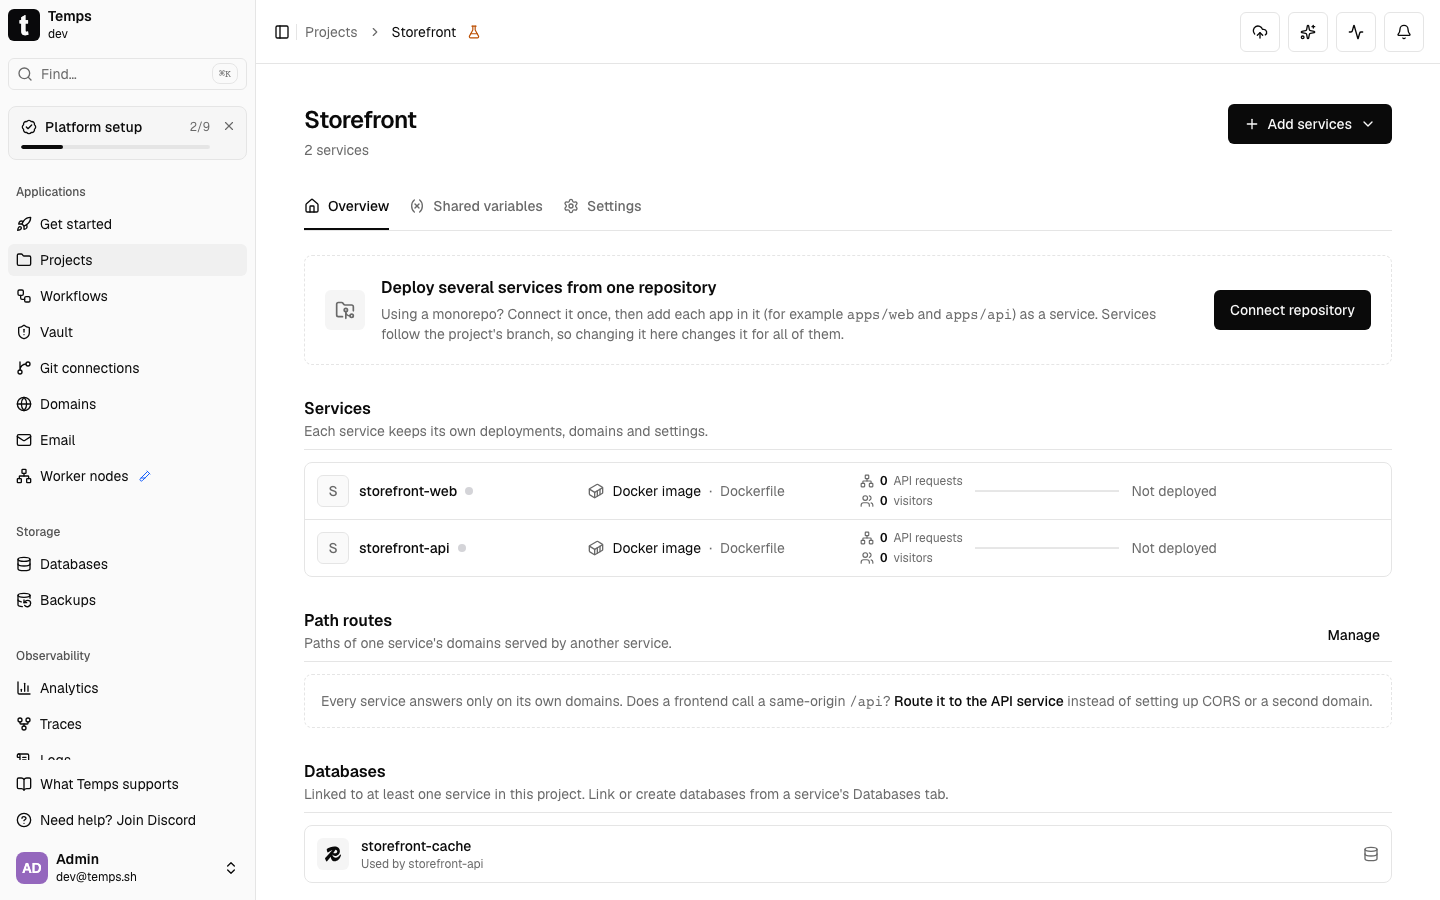 Temps
dev
Find...
⌘K
Platform setup
2/9
Applications
Get started
Projects
Workflows
Vault
Git connections
Domains
Email
Worker nodes
Storage
Databases
Backups
Observability
Analytics
Traces
Logs
What Temps supports
Need help? Join Discord
AD
Admin
dev@temps.sh
Projects
Storefront
Storefront
2 services
Add services
Overview
Shared variables
Settings
Deploy several services from one repository
Using a monorepo? Connect it once, then add each app in it (for example apps/web and apps/api) as a service. Services
follow the project's branch, so changing it here changes it for all of them.
Connect repository
Services
Each service keeps its own deployments, domains and settings.
S
storefront-web
Docker image · Dockerfile
0 API requests
0 visitors
Not deployed
S
storefront-api
Docker image · Dockerfile
0 API requests
0 visitors
Not deployed
Path routes
Paths of one service's domains served by another service.
Manage
Every service answers only on its own domains. Does a frontend call a same-origin /api? Route it to the API service instead of setting up CORS or a second domain.
Databases
Linked to at least one service in this project. Link or create databases from a service's Databases tab.
storefront-cache
Used by storefront-api